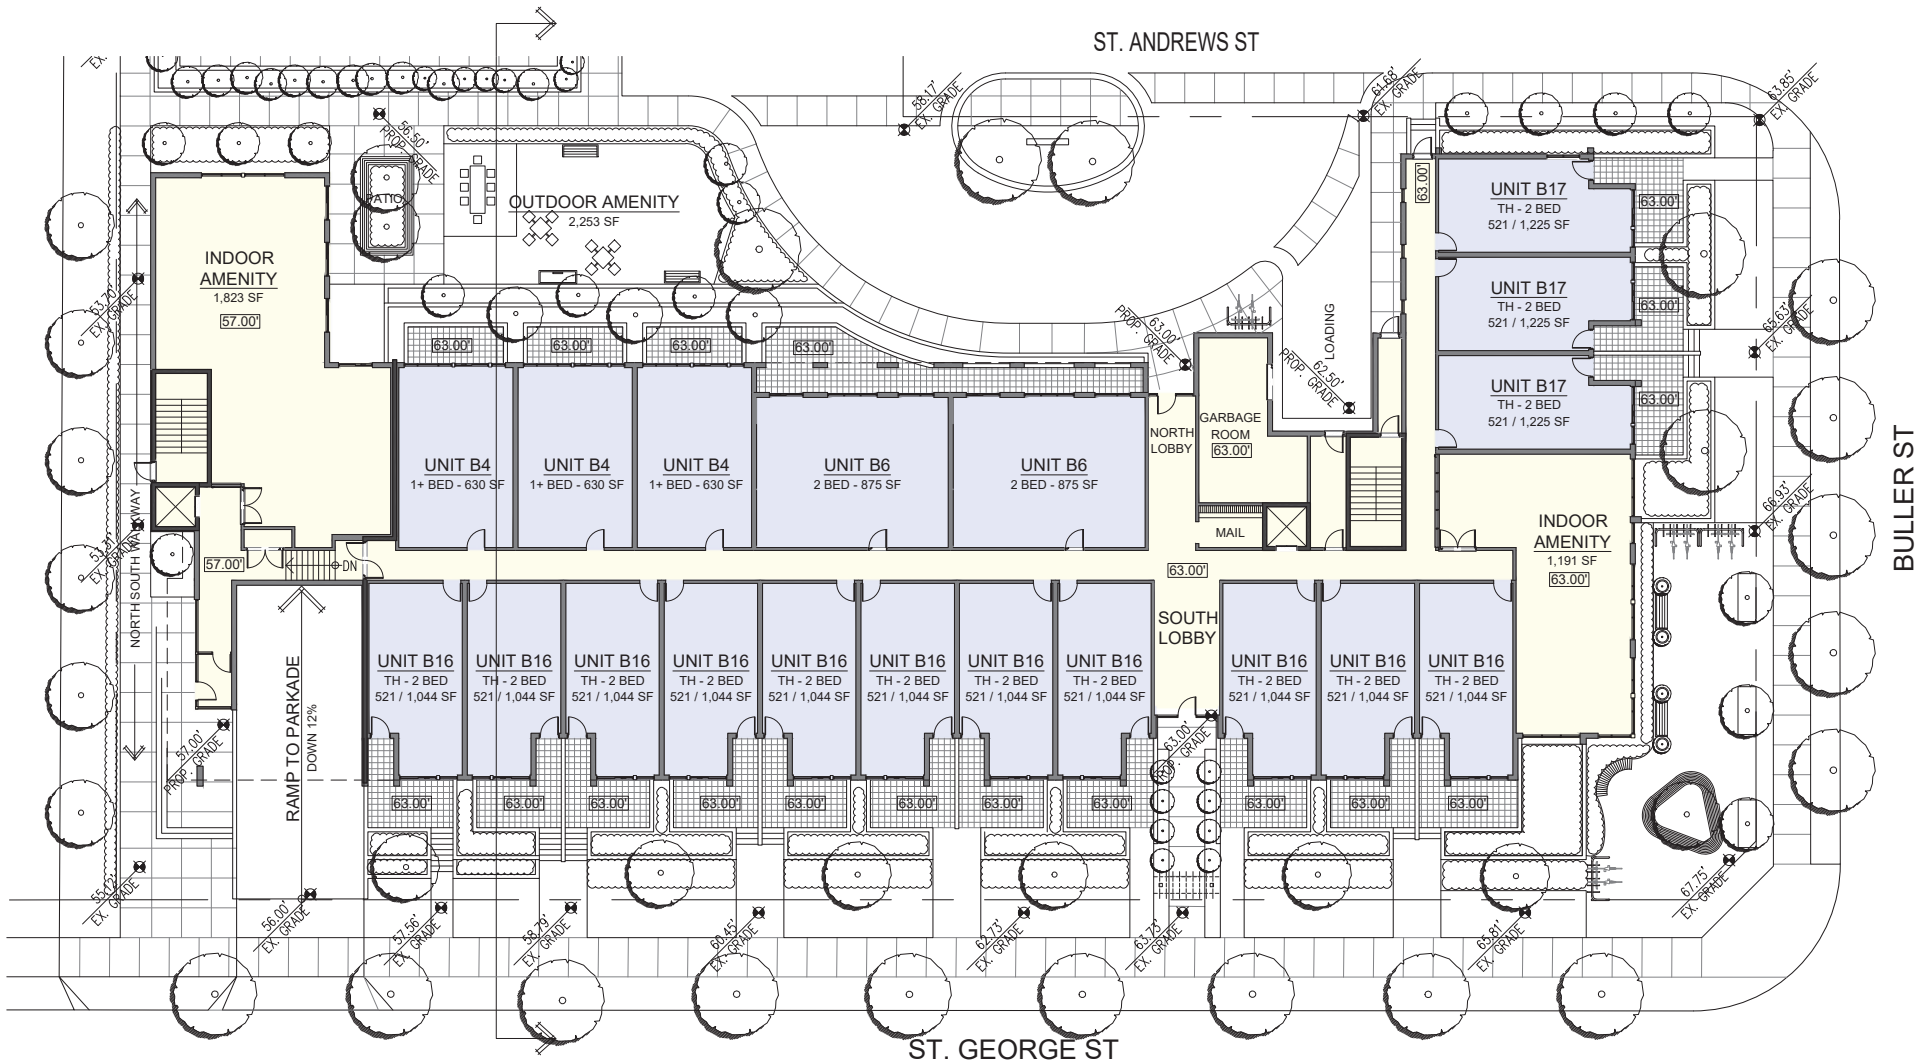 ST. ANDREWS ST
EX.
58.17'
EX. GRADE
61.68'
EX. GRADE
63.85'
EX. GRADE
56.50'
PROP. GRADE
PATIO
OUTDOOR AMENITY
2,253 SF
63.00'
UNIT B17
TH - 2 BED
521 / 1,225 SF
63.00'
UNIT B17
TH - 2 BED
521 / 1,225 SF
63.00'
UNIT B17
TH - 2 BED
521 / 1,225 SF
63.00'
INDOOR
AMENITY
1,823 SF
57.00'
53.70'
EX. GRADE
65.63'
EX. GRADE
63.00'
63.00'
63.00'
63.00'
63.00'
PROP. GRADE
LOADING
62.50'
PROP. GRADE
NORTH
LOBBY
GARBAGE
ROOM
63.00'
MAIL
UNIT B4
1+ BED - 630 SF
UNIT B4
1+ BED - 630 SF
UNIT B4
1+ BED - 630 SF
UNIT B6
2 BED - 875 SF
UNIT B6
2 BED - 875 SF
66.93'
EX. GRADE
BULLER ST
INDOOR
AMENITY
1,191 SF
63.00'
NORTH SOUTH WALKWAY
53.31'
EX. GRADE
57.00'
DN
63.00'
SOUTH
LOBBY
UNIT B16
TH - 2 BED
521 / 1,044 SF
UNIT B16
TH - 2 BED
521 / 1,044 SF
UNIT B16
TH - 2 BED
521 / 1,044 SF
UNIT B16
TH - 2 BED
521 / 1,044 SF
UNIT B16
TH - 2 BED
521 / 1,044 SF
UNIT B16
TH - 2 BED
521 / 1,044 SF
UNIT B16
TH - 2 BED
521 / 1,044 SF
UNIT B16
TH - 2 BED
521 / 1,044 SF
UNIT B16
TH - 2 BED
521 / 1,044 SF
UNIT B16
TH - 2 BED
521 / 1,044 SF
UNIT B16
TH - 2 BED
521 / 1,044 SF
RAMP TO PARKADE
DOWN 12%
57.00'
PROP. GRADE
63.00'
PROP. GRADE
63.00'
63.00'
63.00'
63.00'
63.00'
63.00'
63.00'
63.00'
63.00'
63.00'
63.00'
55.12'
EX. GRADE
56.00'
EX. GRADE
57.56'
EX. GRADE
58.79'
EX. GRADE
60.45'
EX. GRADE
62.73'
EX. GRADE
63.73'
EX. GRADE
65.81'
EX. GRADE
67.75'
EX. GRADE
ST. GEORGE ST